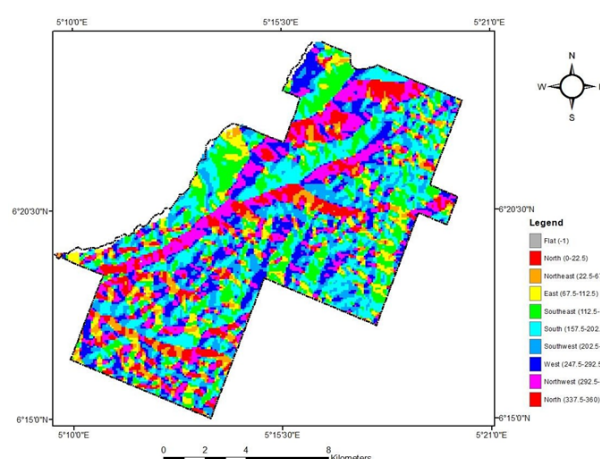 5°10'0"E 5°15'30"E 5°21'0"E
N
W
S
6°20'30"N 6°20'30"N
Legend
Flat (-1)
North (0-22.5)
Northeast (22.5-67
East (67.5-112.5)
Southeast (112.5-
South (157.5-202.
Southwest (202.5-
West (247.5-292.5
Northwest (292.5-
North (337.5-360)
6°15'0"N 6°15'0"N
5°10'0"E 5°15'30"E 5°21'0"E
0 2 4 8
Kilometers